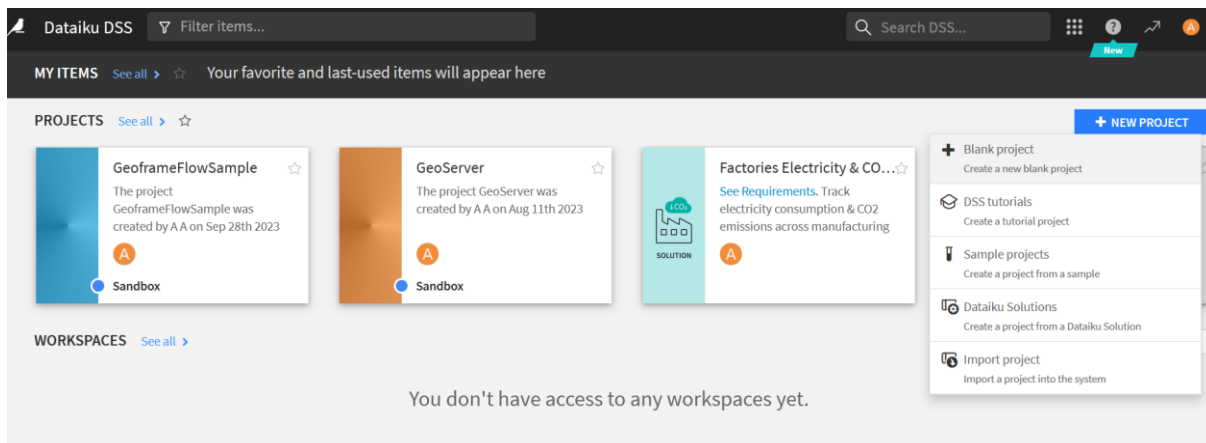 Dataiku DSS
Filter items...
Search DSS...
A
New
MY ITEMS See all > Your favorite and last-used items will appear here
PROJECTS See all >
+ NEW PROJECT
GeoframeFlowSample
The project
GeoframeFlowSample was
created by A A on Sep 28th 2023
A
Sandbox
GeoServer
The project GeoServer was
created by A A on Aug 11th 2023
A
Sandbox
↓CO₂
SOLUTION
Factories Electricity & CO...
See Requirements. Track
electricity consumption & CO2
emissions across manufacturing
A
Blank project
Create a new blank project
DSS tutorials
Create a tutorial project
Sample projects
Create a project from a sample
Dataiku Solutions
Create a project from a Dataiku Solution
Import project
Import a project into the system
WORKSPACES See all >
You don't have access to any workspaces yet.